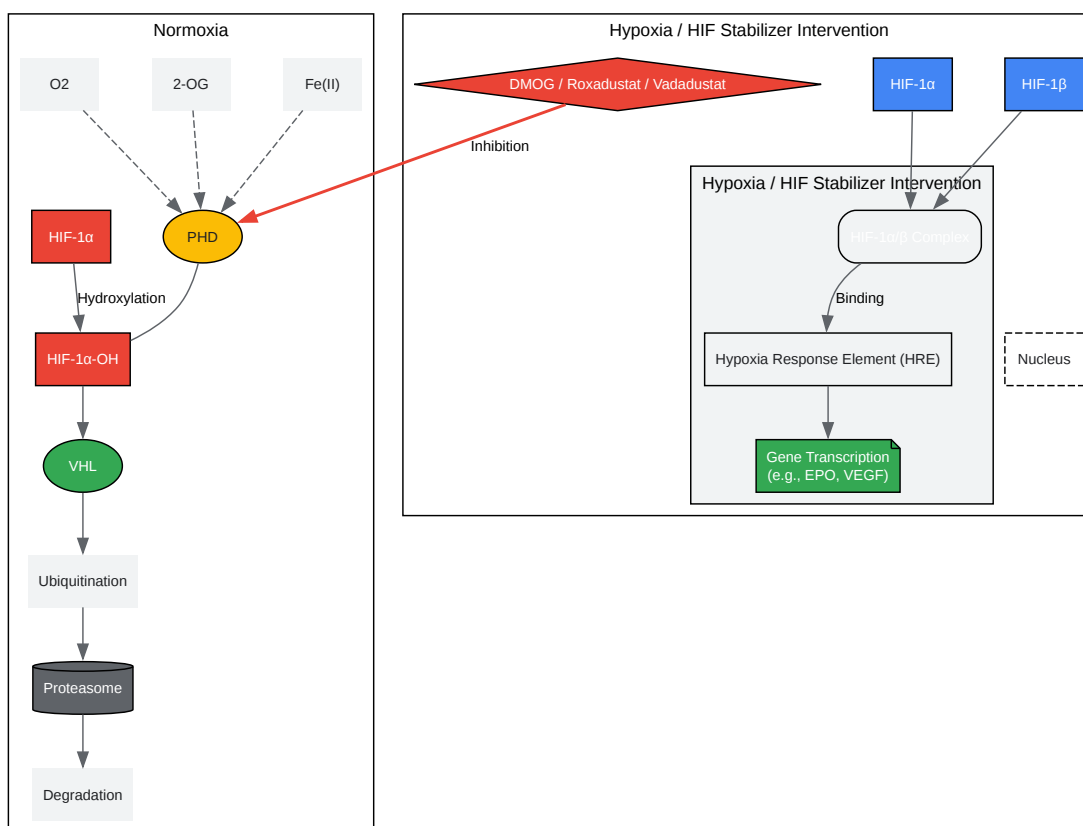 Normoxia
O2
2-OG
Fe(II)
HIF-1α
PHD
Hydroxylation
HIF-1α-OH
VHL
Ubiquitination
Proteasome
Degradation
Hypoxia / HIF Stabilizer Intervention
DMOG / Roxadustat / Vadadustat
Inhibition
HIF-1α
HIF-1β
Hypoxia / HIF Stabilizer Intervention
HIF-1α/β Complex
Binding
Hypoxia Response Element (HRE)
Nucleus
Gene Transcription
(e.g., EPO, VEGF)